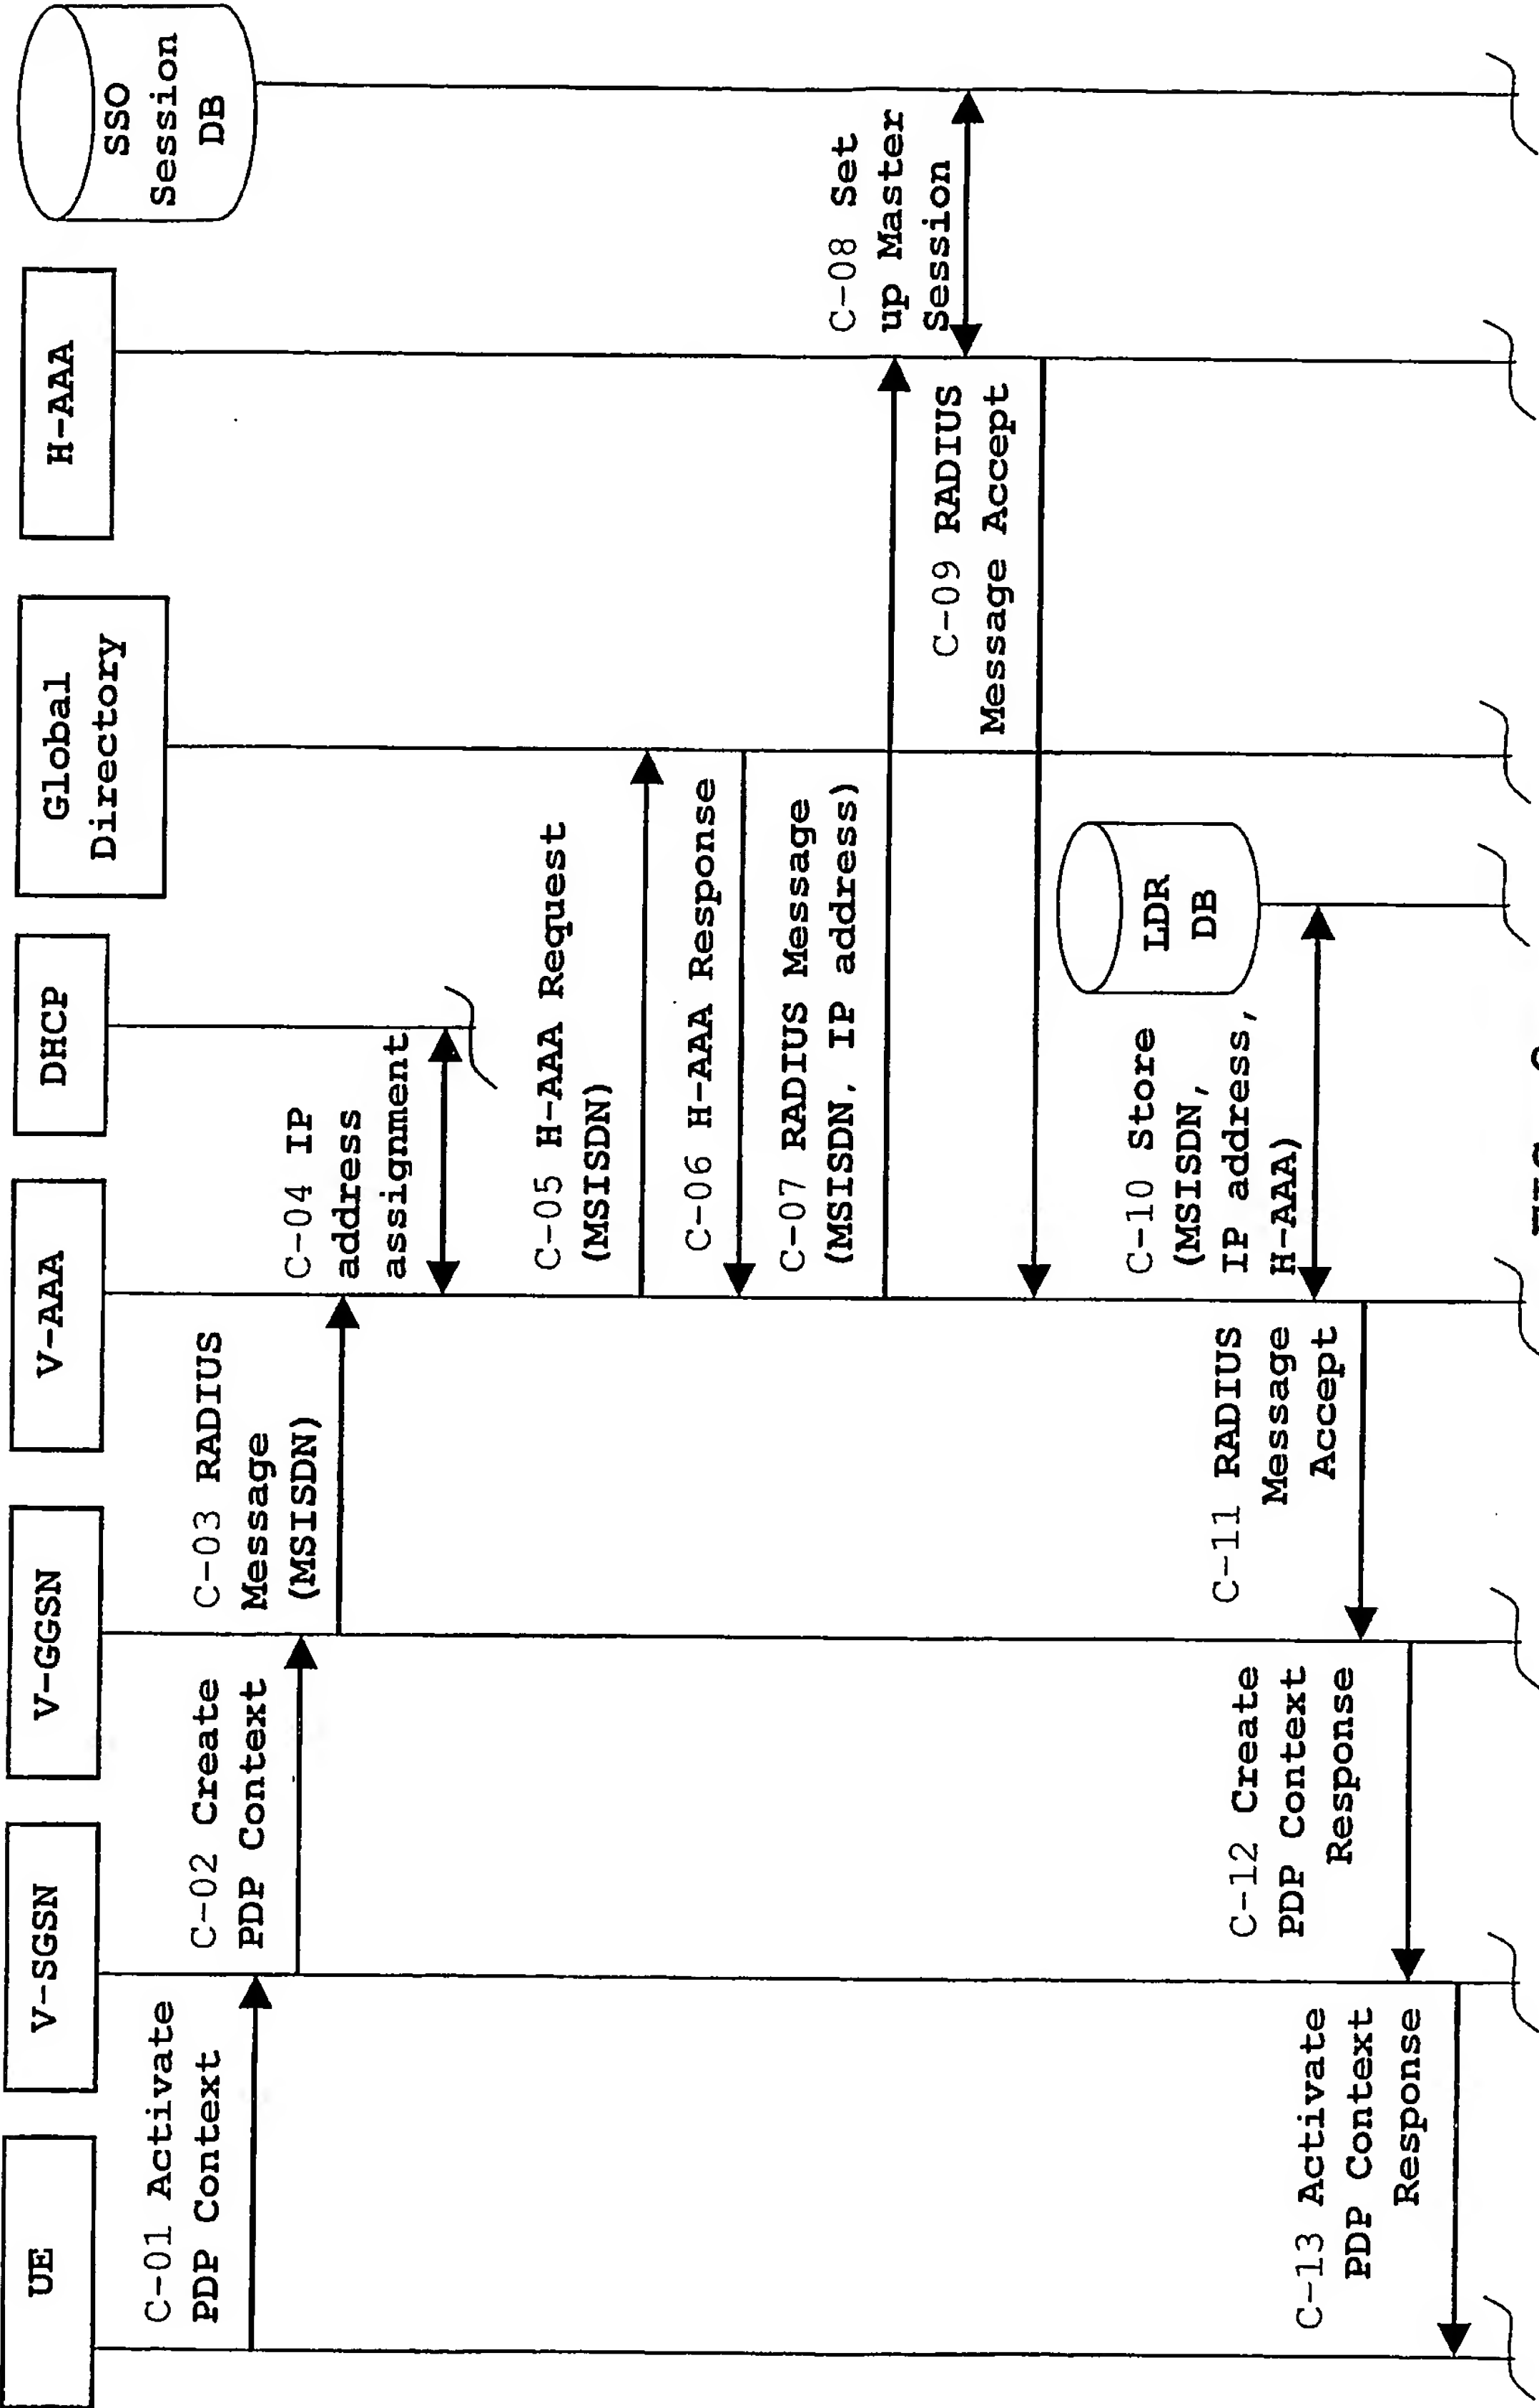 UE
V-SGSN
V-GGSN
V-AAA
DHCP
Global
Directory
H-AAA
SSO
Session
DB
C-01 Activate
PDP Context
C-02 Create
PDP Context
C-03 RADIUS
Message
(MSISDN)
C-04 IP
address
assignment
C-05 H-AAA Request
(MSISDN)
C-06 H-AAA Response
C-07 RADIUS Message
(MSISDN, IP address)
C-08 Set
up Master
Session
C-09 RADIUS
Message Accept
LDR
DB
C-10 Store
(MSISDN,
IP address,
H-AAA)
C-11 RADIUS
Message
Accept
C-12 Create
PDP Context
Response
C-13 Activate
PDP Context
Response